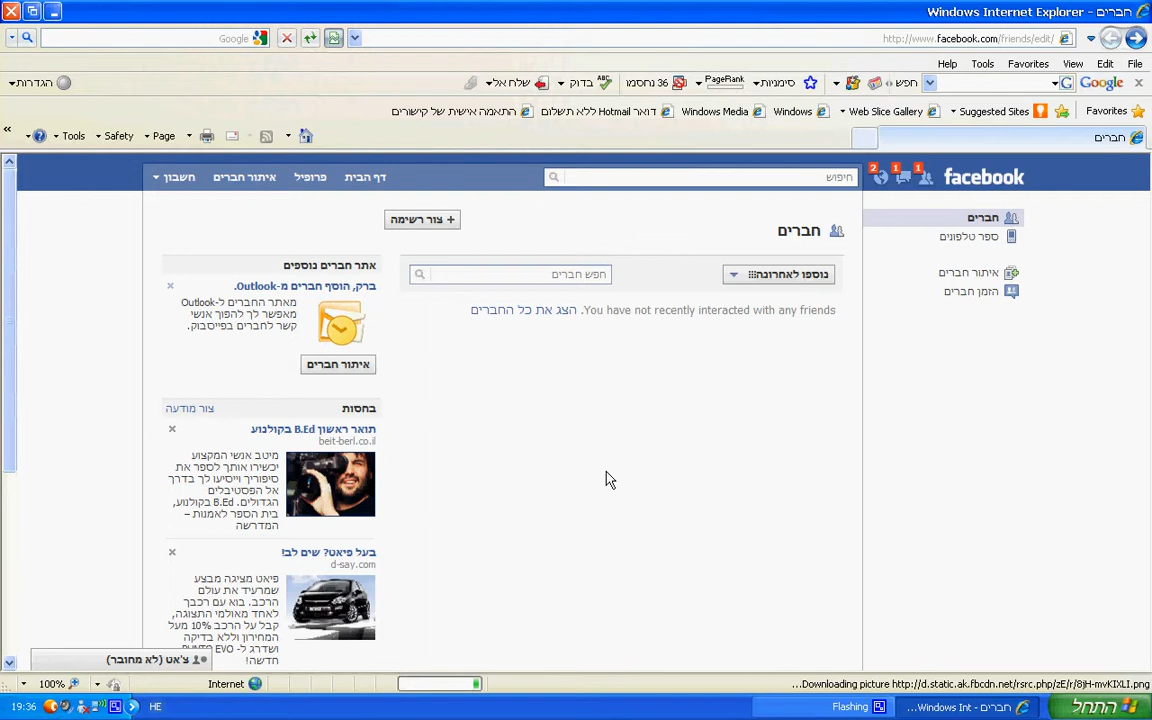 חברים - Windows Internet Explorer
http://www.facebook.com/friends/edit/
Google
File Edit View Favorites Tools Help
Google
חפש
סימניות
PageRank
36 נחסמו
בדוק
שלח אל
הגדרות
Favorites
Suggested Sites
Web Slice Gallery
Windows
Windows Media
דואר Hotmail ללא תשלום
התאמה אישית של קישורים
חברים
Page Safety Tools
facebook
1
1
2
חיפוש
דף הבית
פרופיל
איתור חברים
חשבון
חברים
ספר טלפונים
איתור חברים
הזמן חברים
חברים
+ צור רשימה
נוספו לאחרונה
חפש חברים
You have not recently interacted with any friends. הצג את כל החברים
אתר חברים נוספים
ברק, הוסף חברים מ-Outlook.
מאתר החברים ל-Outlook
מאפשר לך להפוך אנשי
קשר לחברים בפייסבוק.
איתור חברים
בחסות
צור מודעה
תואר ראשון B.Ed בקולנוע
beit-berl.co.il
מיטב אנשי המקצוע
יכשירו אותך לספר את
סיפוריך וייסיעו לך בדרך
אל הפסטיבלים
הגדולים. B.Ed בקולנוע,
בית הספר לאמנות –
המדרשה
בעל פיאט? שים לב!
d-say.com
פיאט מציגה מבצע
שמרעיד את עולם
הרכב. בוא עם רכבך
לאחד מאולמי התצוגה,
קבל על הרכב 10% מעל
המחירון וללא בדיקה
ושדרג ל- PUNTO EVO
חדשה!
צ'אט (לא מחובר)
Downloading picture http://d.static.ak.fbcdn.net/rsrc.php/zE/r/8JH-mvKIXLI.png...
Internet
100%
התחל
חברים - Windows Int...
Flashing
HE
19:36